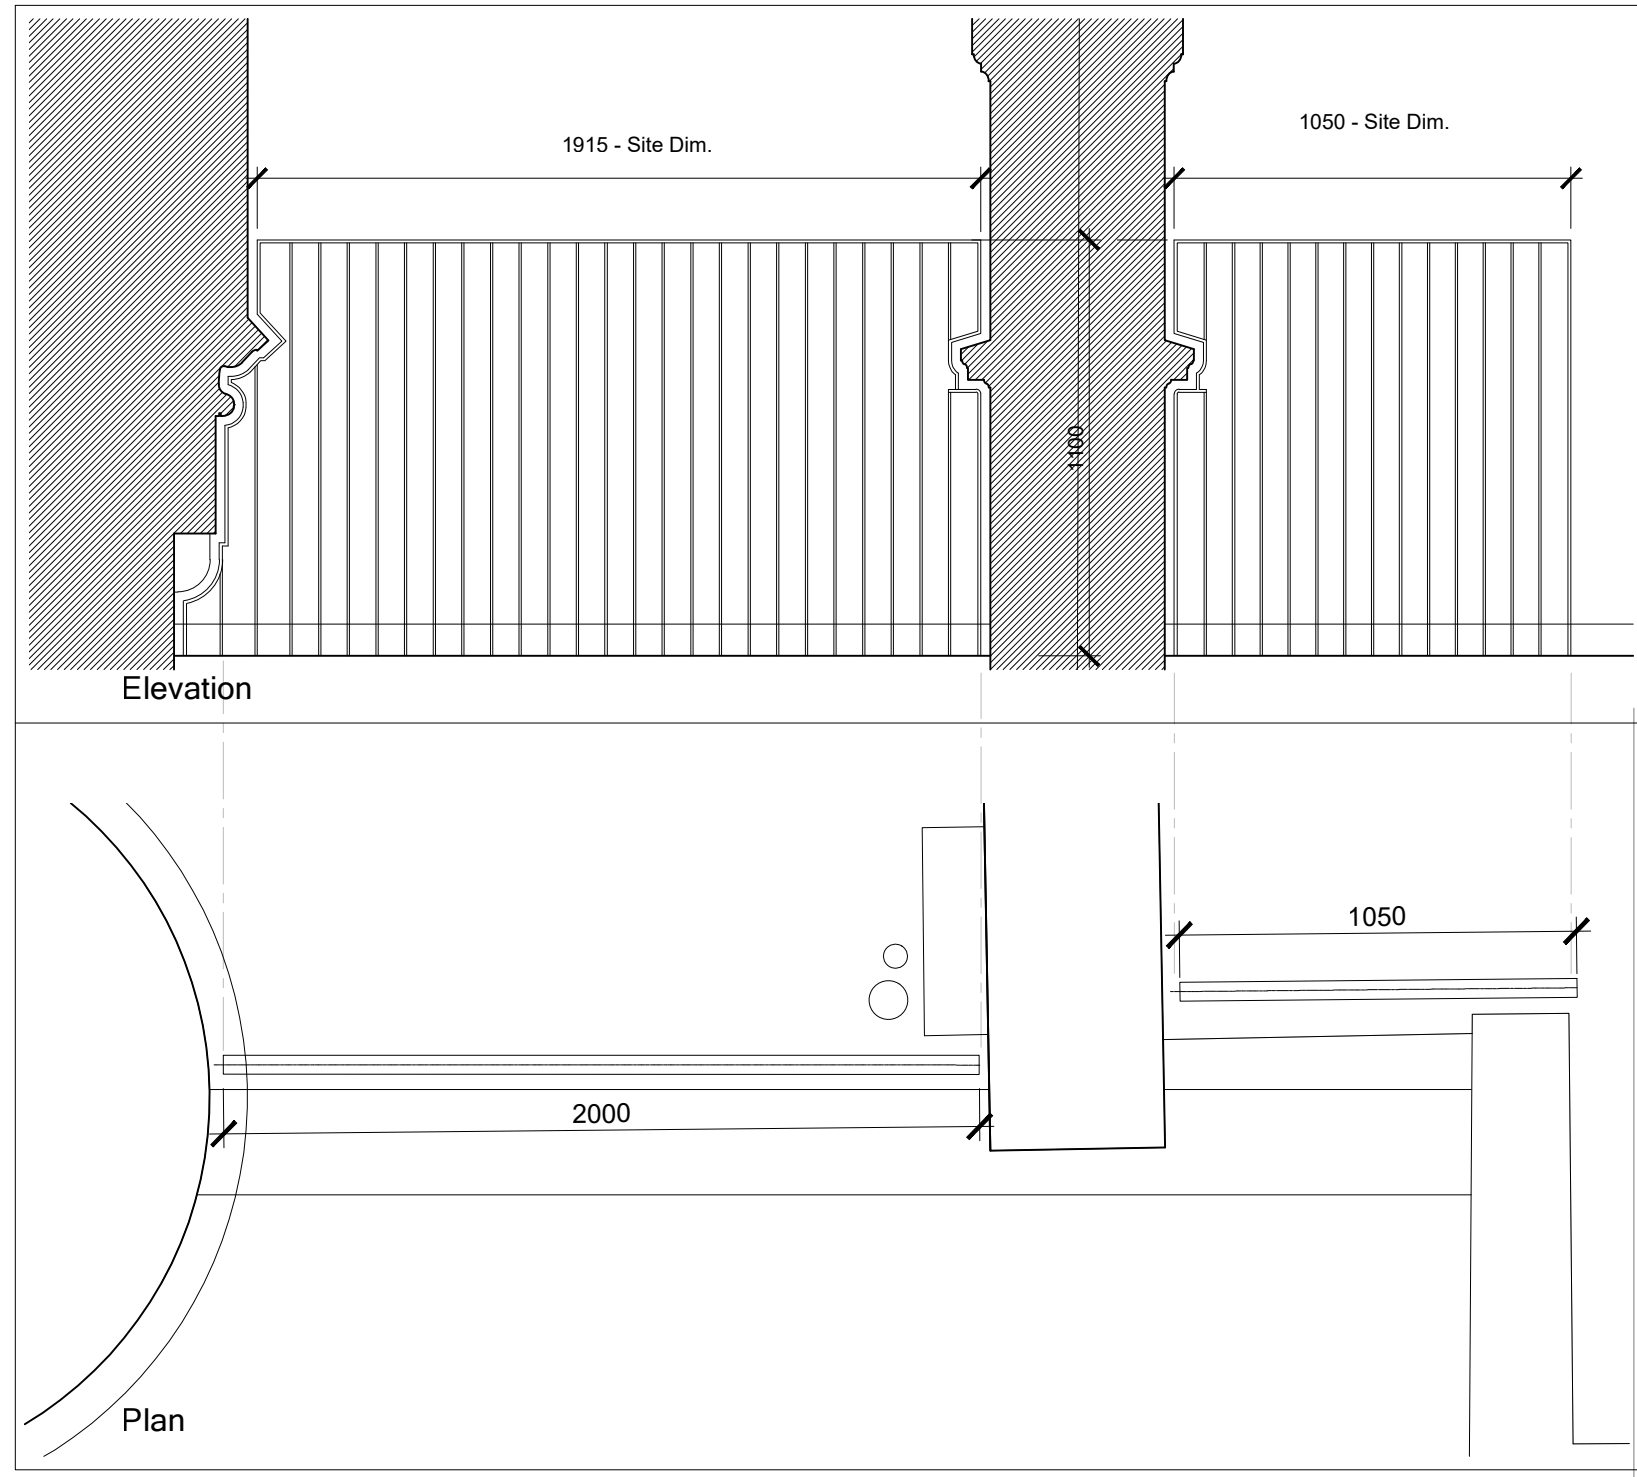 1050 - Site Dim.
1915 - Site Dim.
1100
Elevation
1050
2000
Plan